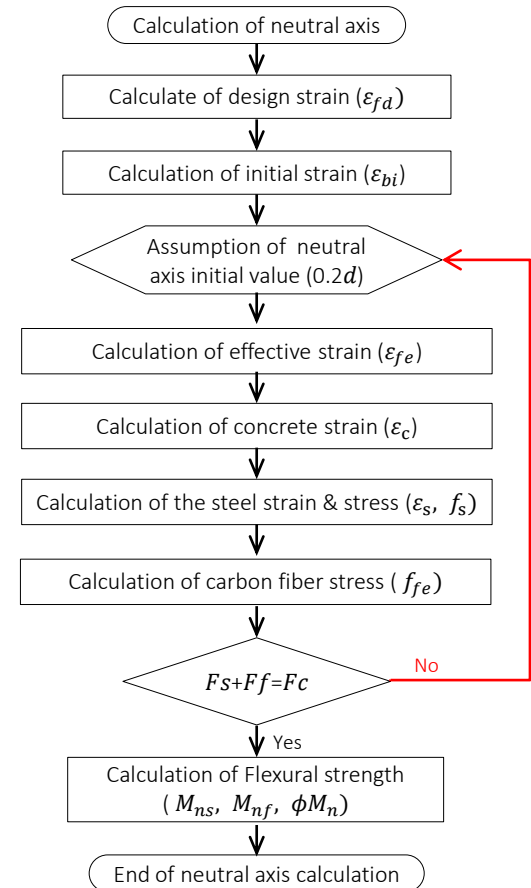 Calculation of neutral axis
Calculate of design strain (εfd)
Calculation of initial strain (εbi)
Assumption of neutral
axis initial value (0.2d)
Calculation of effective strain (εfe)
Calculation of concrete strain (εc)
Calculation of the steel strain & stress (εs, fs)
Calculation of carbon fiber stress ( ffe)
Fs+Ff=Fc
No
Yes
Calculation of Flexural strength
( Mns, Mnf, ϕMn)
End of neutral axis calculation